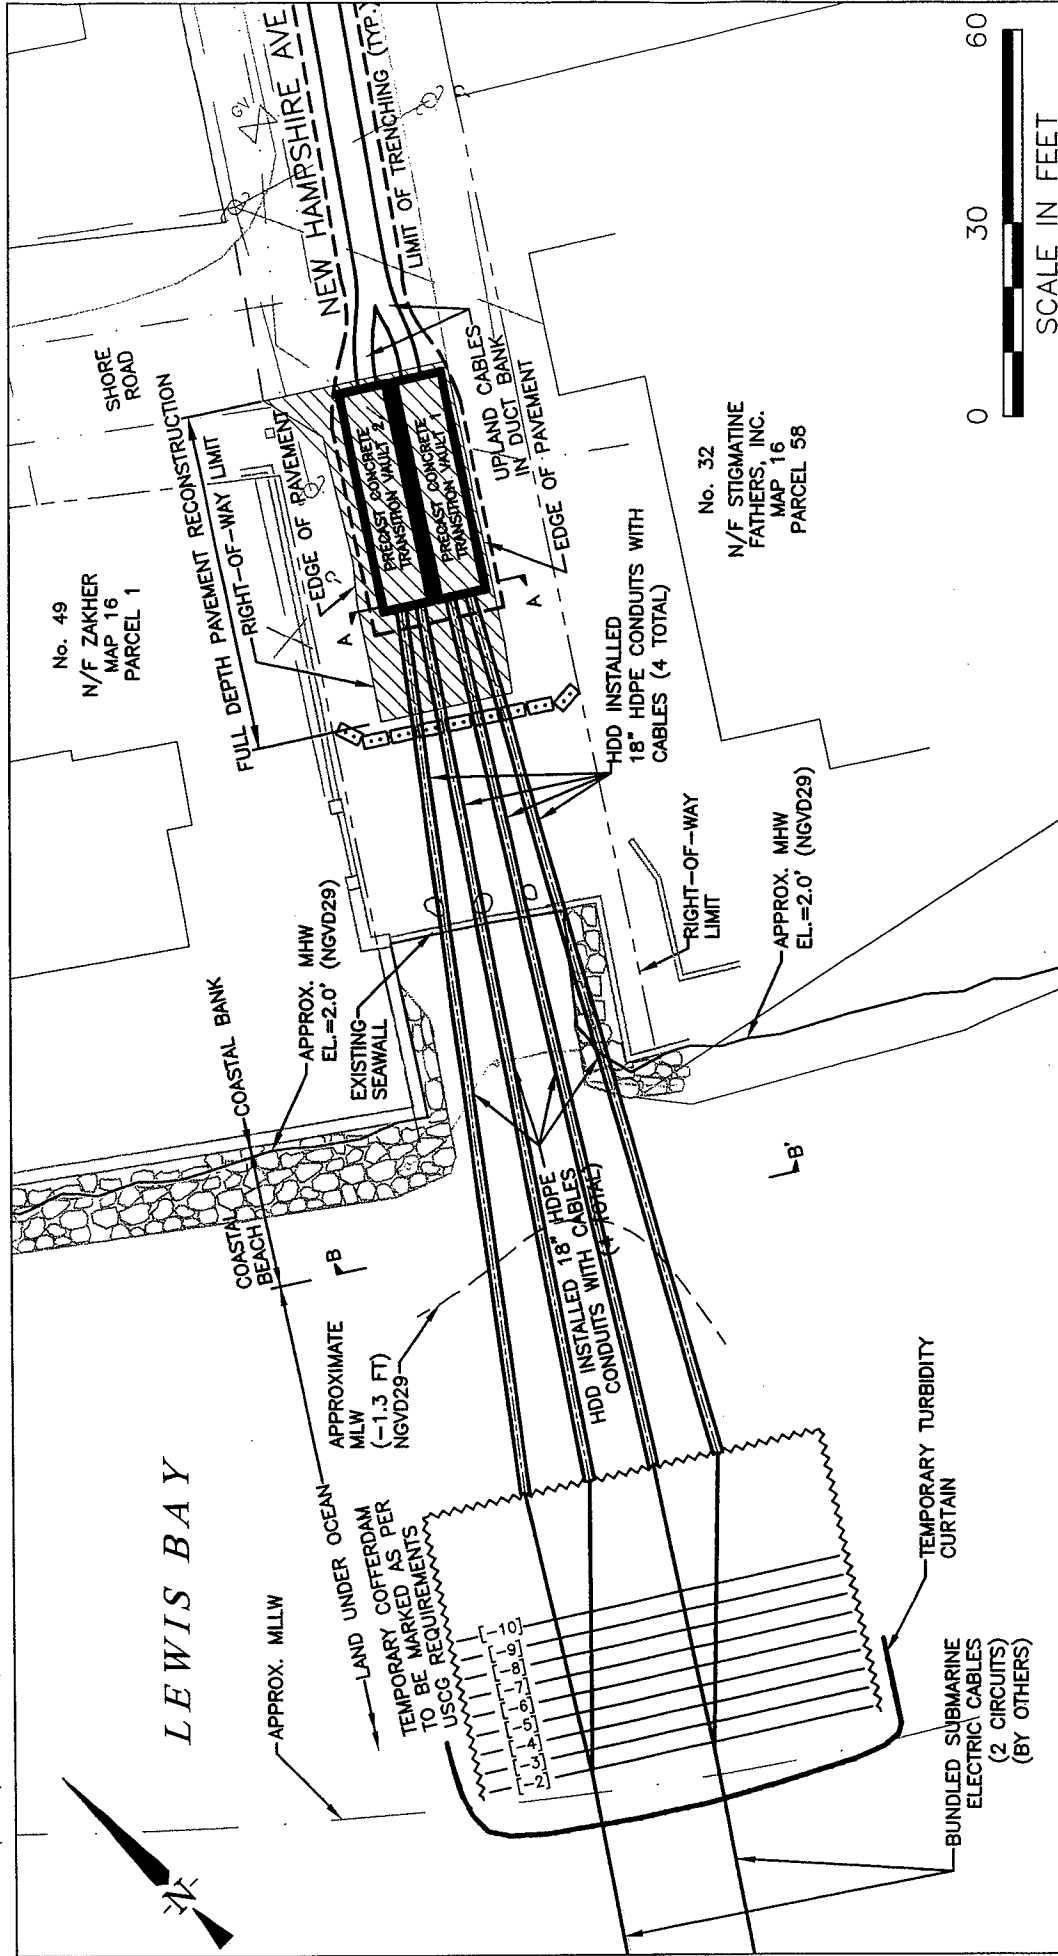 LEWIS BAY
N
APPROX. MLLW
LAND UNDER OCEAN
TEMPORARY COFFERDAM
TO BE MARKED AS PER
USCG REQUIREMENTS
APPROXIMATE
MLW
(-1.3 FT)
NGVD29
COASTAL
BEACH
COASTAL BANK
B
APPROX. MHW
EL.=2.0' (NGVD29)
EXISTING
SEAWALL
No. 49
N/F ZAKHER
MAP 16
PARCEL 1
FULL DEPTH PAVEMENT RECONSTRUCTION
RIGHT-OF-WAY LIMIT
EDGE OF PAVEMENT
SHORE
ROAD
NEW HAMPSHIRE AVE
LIMIT OF TRENCHING (TYP.)
GV
A
PRECAST CONCRETE
TRANSITION VAULT 2
PRECAST CONCRETE
TRANSITION VAULT 1
A
UPLAND CABLES
IN DUCT BANK
EDGE OF PAVEMENT
HDD INSTALLED
18" HDPE CONDUITS WITH
CABLES (4 TOTAL)
HDD INSTALLED 18" HDPE
CONDUITS WITH CABLES
(4 TOTAL)
RIGHT-OF-WAY
LIMIT
APPROX. MHW
EL.=2.0' (NGVD29)
B'
No. 32
N/F STIGMATINE
FATHERS, INC.
MAP 16
PARCEL 58
[-10]
[-9]
[-8]
[-7]
[-6]
[-5]
[-4]
[-3]
[-2]
TEMPORARY TURBIDITY
CURTAIN
BUNDLED SUBMARINE
ELECTRIC CABLES
(2 CIRCUITS)
(BY OTHERS)
0 30 60
SCALE IN FEET